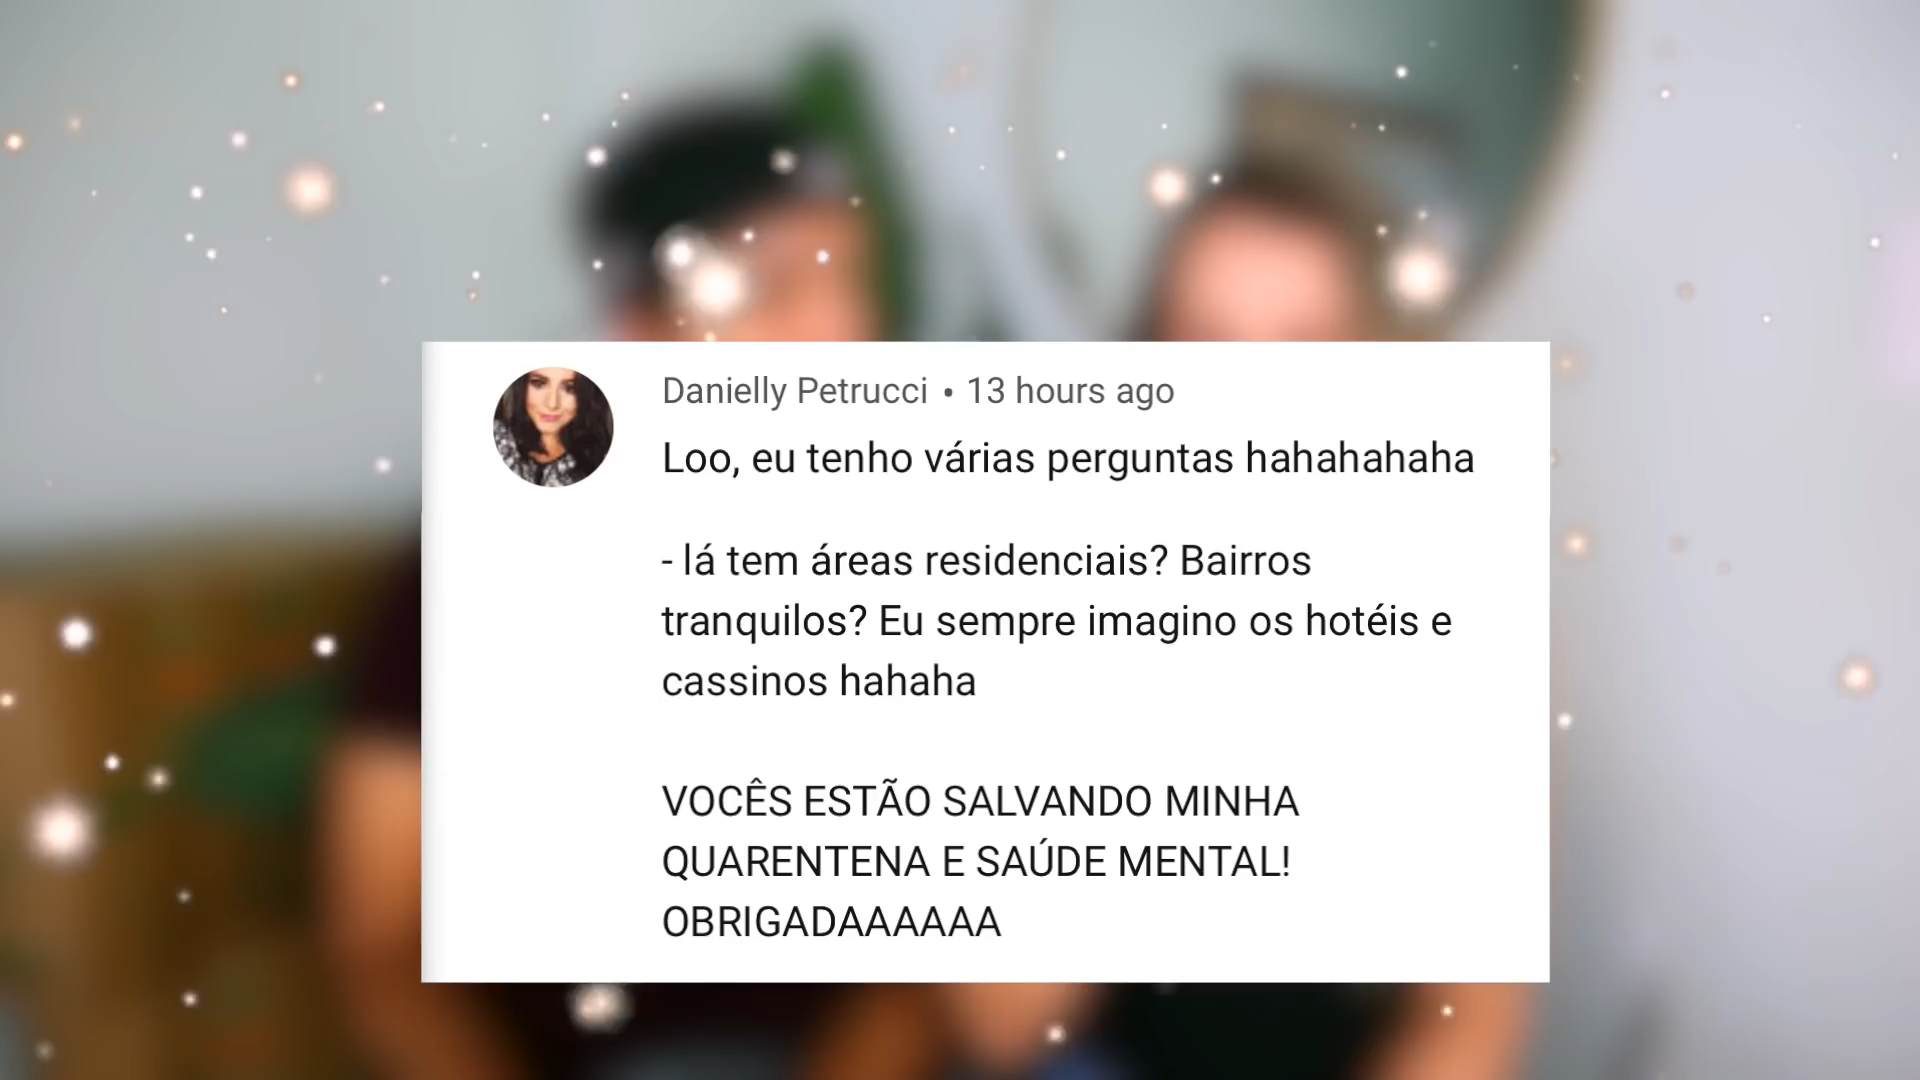 Danielly Petrucci • 13 hours ago
Loo, eu tenho várias perguntas hahahahaha
- lá tem áreas residenciais? Bairros
tranquilos? Eu sempre imagino os hotéis e
cassinos hahaha
VOCÊS ESTÃO SALVANDO MINHA
QUARENTENA E SAÚDE MENTAL!
OBRIGADAAAAAA